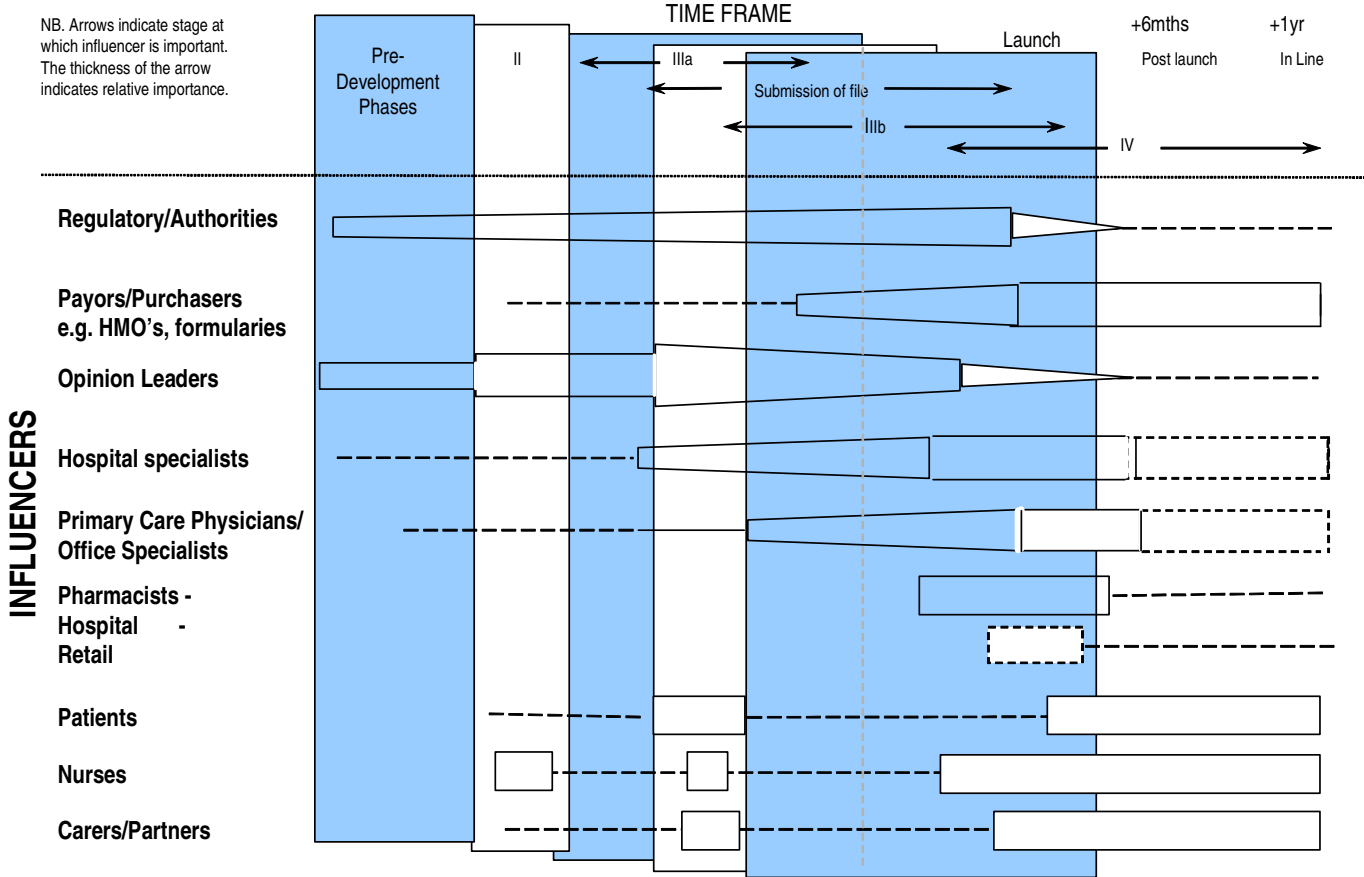 TIME FRAME
NB. Arrows indicate stage at
which influencer is important.
The thickness of the arrow
indicates relative importance.
Pre-
Development
Phases
II
IIIa
Launch
+6mths
+1yr
Post launch
In Line
Submission of file
IIIb
IV
INFLUENCERS
Regulatory/Authorities
Payors/Purchasers
e.g. HMO's, formularies
Opinion Leaders
Hospital specialists
Primary Care Physicians/
Office Specialists
Pharmacists -
Hospital -
Retail
Patients
Nurses
Carers/Partners